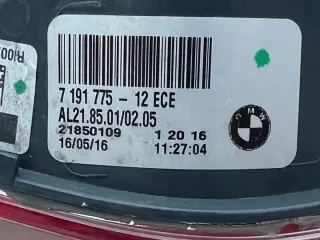 7 191 775 - 12 ECE
AL21.85.01/02.05
21850109 1 20 16
16/05/16 11:27:04
BMW